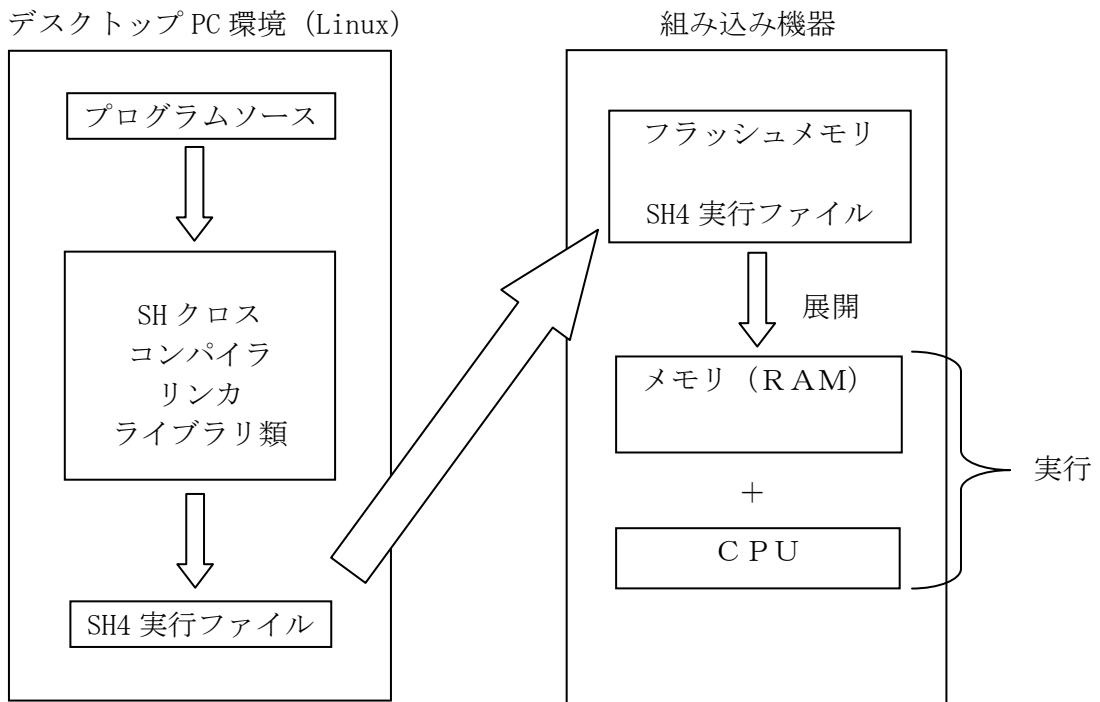 デスクトップ PC 環境 (Linux)
プログラムソース
SH クロス
コンパイラ
リンカ
ライブラリ類
SH4 実行ファイル
組み込み機器
フラッシュメモリ
SH4 実行ファイル
展開
メモリ（ＲＡＭ）
＋
ＣＰＵ
実行